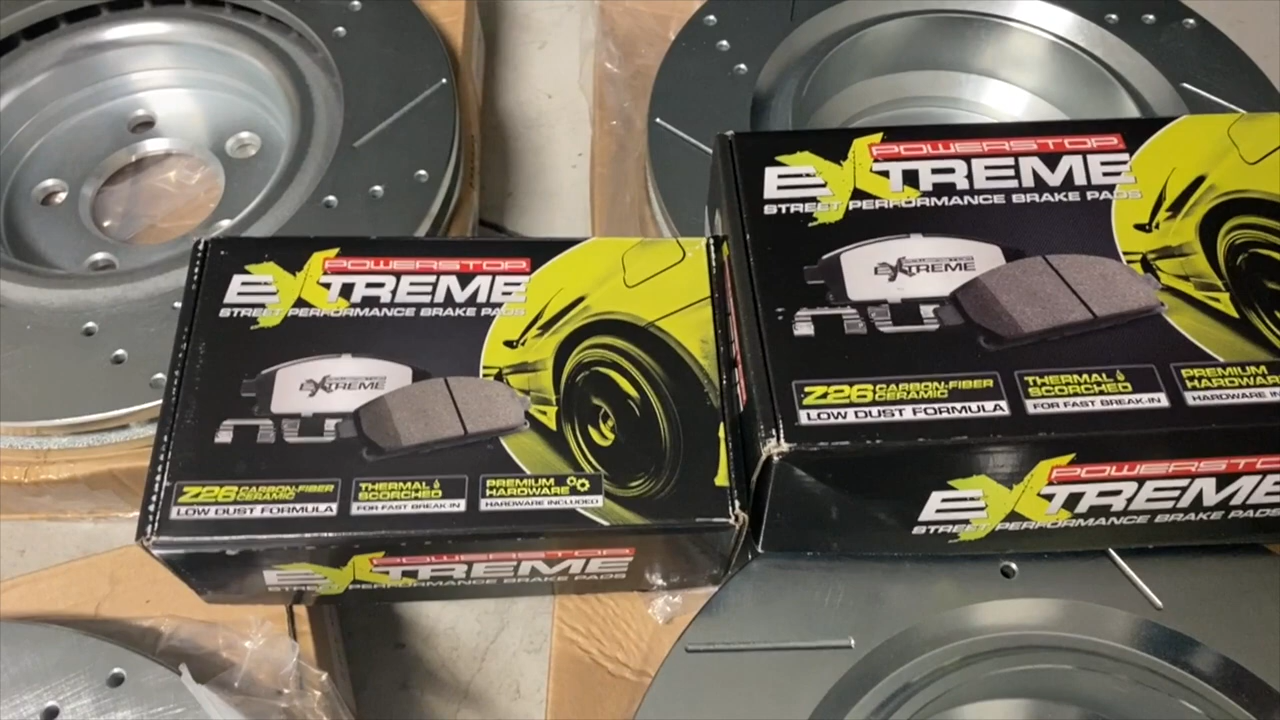 POWERSTOP
EXTREME
STREET PERFORMANCE BRAKE PADS
EXTREME
Z26 CARBON-FIBER CERAMIC
LOW DUST FORMULA
THERMAL SCORCHED
FOR FAST BREAK-IN
PREMIUM HARDWARE
HARDWARE INCLUDED
POWERSTOP
EXTREME
STREET PERFORMANCE BRAKE PADS
POWERSTOP
EXTREME
STREET PERFORMANCE BRAKE PADS
EXTREME
Z26 CARBON-FIBER CERAMIC
LOW DUST FORMULA
THERMAL SCORCHED
FOR FAST BREAK-IN
PREMIUM
HARDWARE
HARDWARE IN
POWERSTO
EXTREME
STREET PERFORMANCE BRAKE PADS